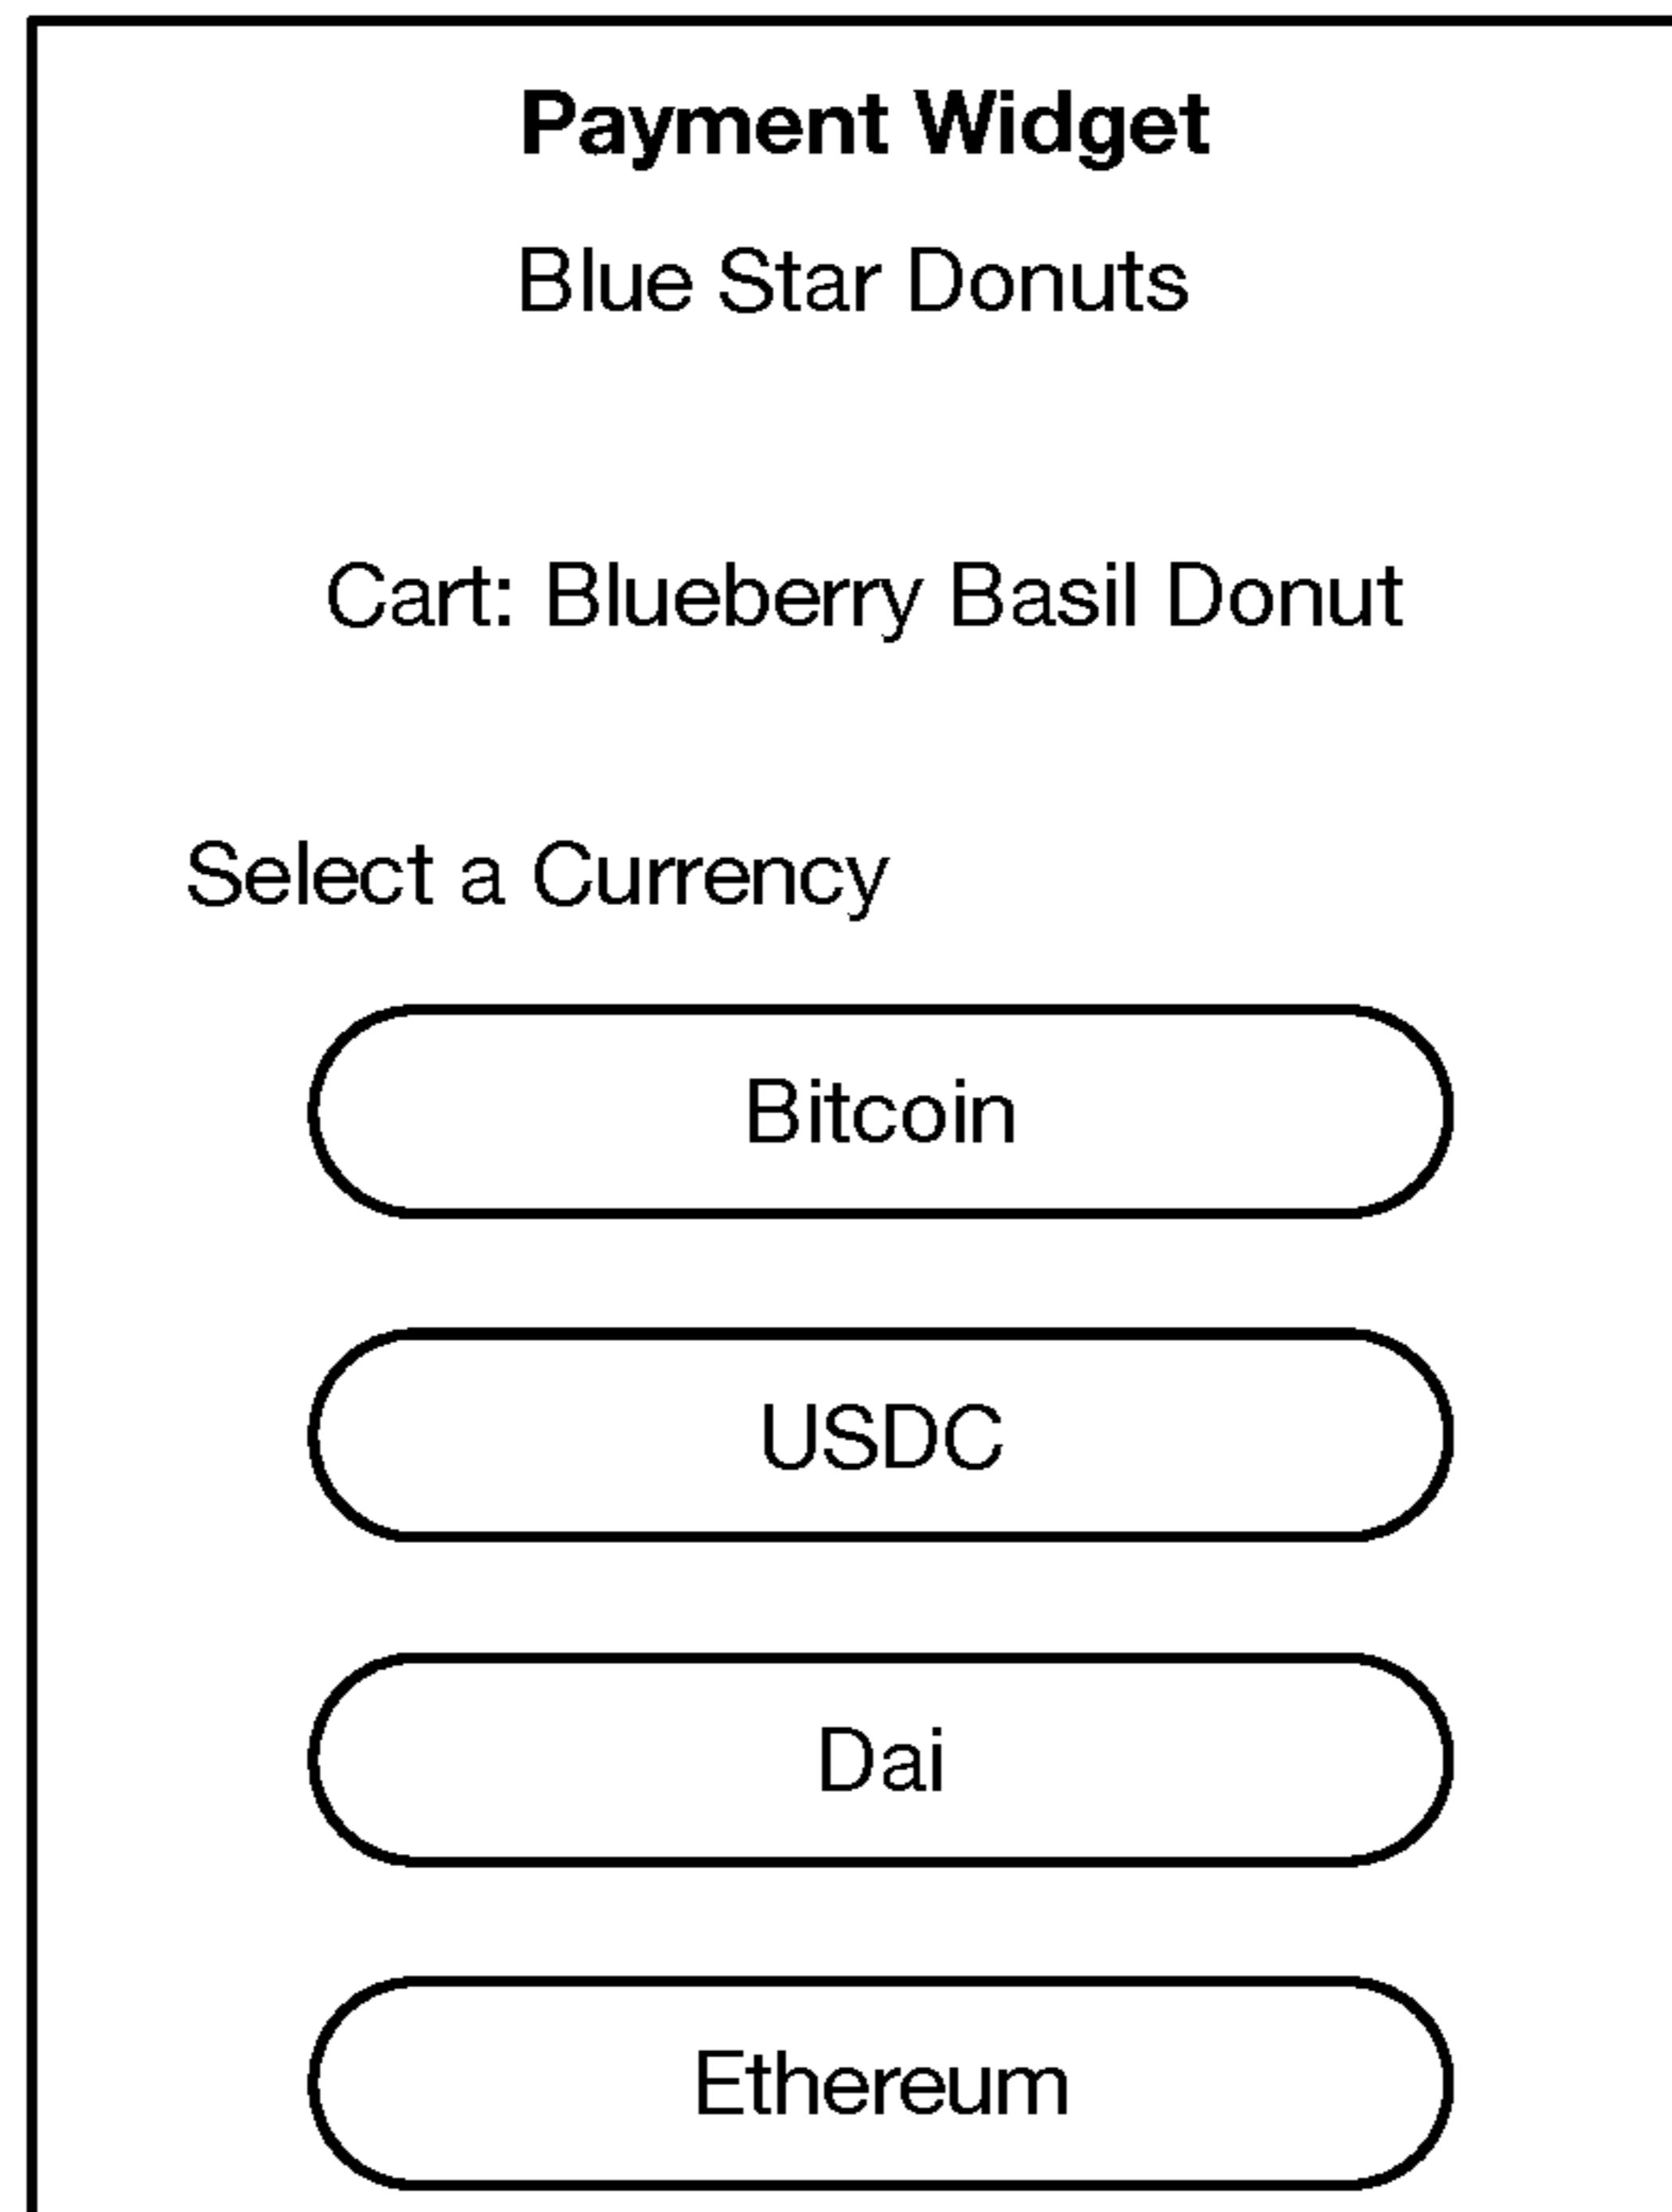 Payment Widget
Blue Star Donuts
Cart: Blueberry Basil Donut
Select a Currency
Bitcoin
USDC
Dai
Ethereum